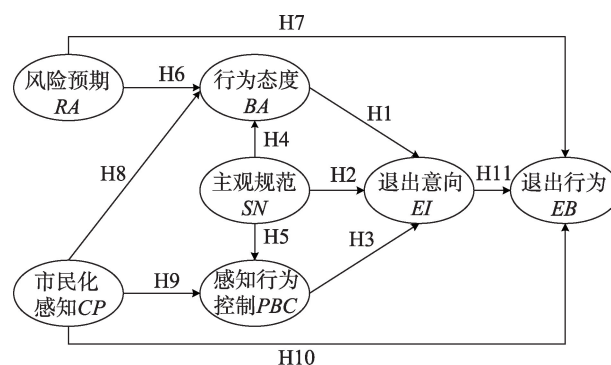 H7
风险预期
RA
H6
行为态度
BA
H1
H4
H8
主观规范
SN
H2
退出意向
EI
H11
退出行为
EB
H5
H3
市民化
感知CP
H9
感知行为
控制PBC
H10